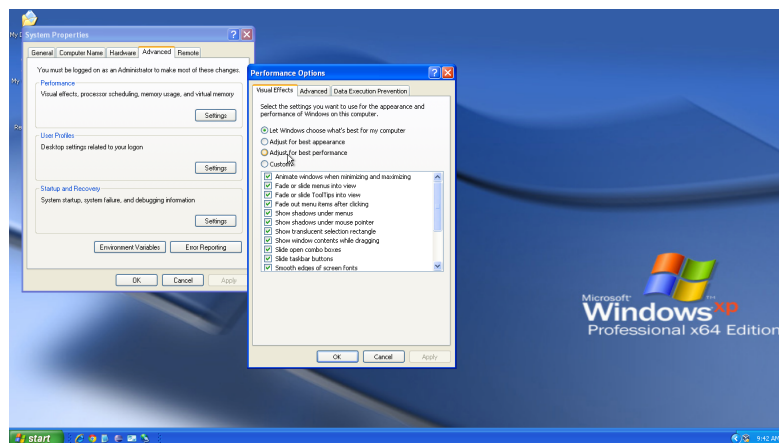 System Properties
General Computer Name Hardware Advanced Remote
You must be logged on as an Administrator to make most of these changes.
Performance
Visual effects, processor scheduling, memory usage, and virtual memory
Settings
User Profiles
Desktop settings related to your logon
Settings
Startup and Recovery
System startup, system failure, and debugging information
Settings
Environment Variables Error Reporting
OK Cancel Apply
Performance Options
Visual Effects Advanced Data Execution Prevention
Select the settings you want to use for the appearance and
performance of Windows on this computer.
Let Windows choose what's best for my computer
Adjust for best appearance
Adjust for best performance
Custom:
Animate windows when minimizing and maximizing
Fade or slide menus into view
Fade or slide ToolTips into view
Fade out menu items after clicking
Show shadows under menus
Show shadows under mouse pointer
Show translucent selection rectangle
Show window contents while dragging
Slide open combo boxes
Slide taskbar buttons
Smooth edges of screen fonts
OK Cancel Apply
Microsoft
Windows xp
Professional x64 Edition
start
9:42 AM